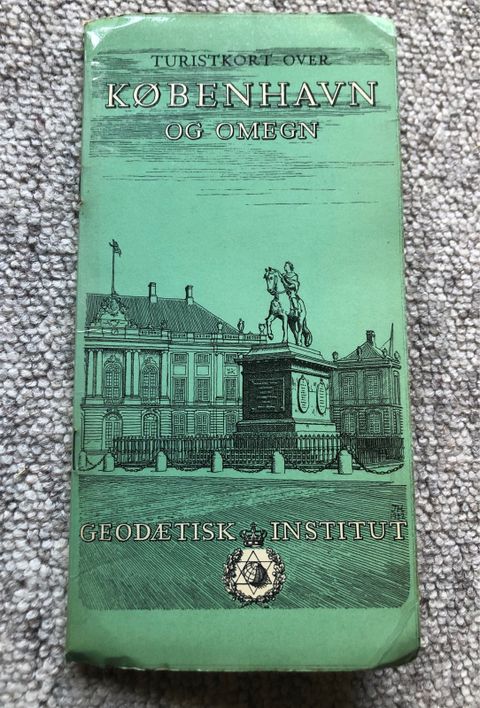 TURISTKORT OVER
KØBENHAVN
OG OMEGN
GEODÆTISK INSTITUT